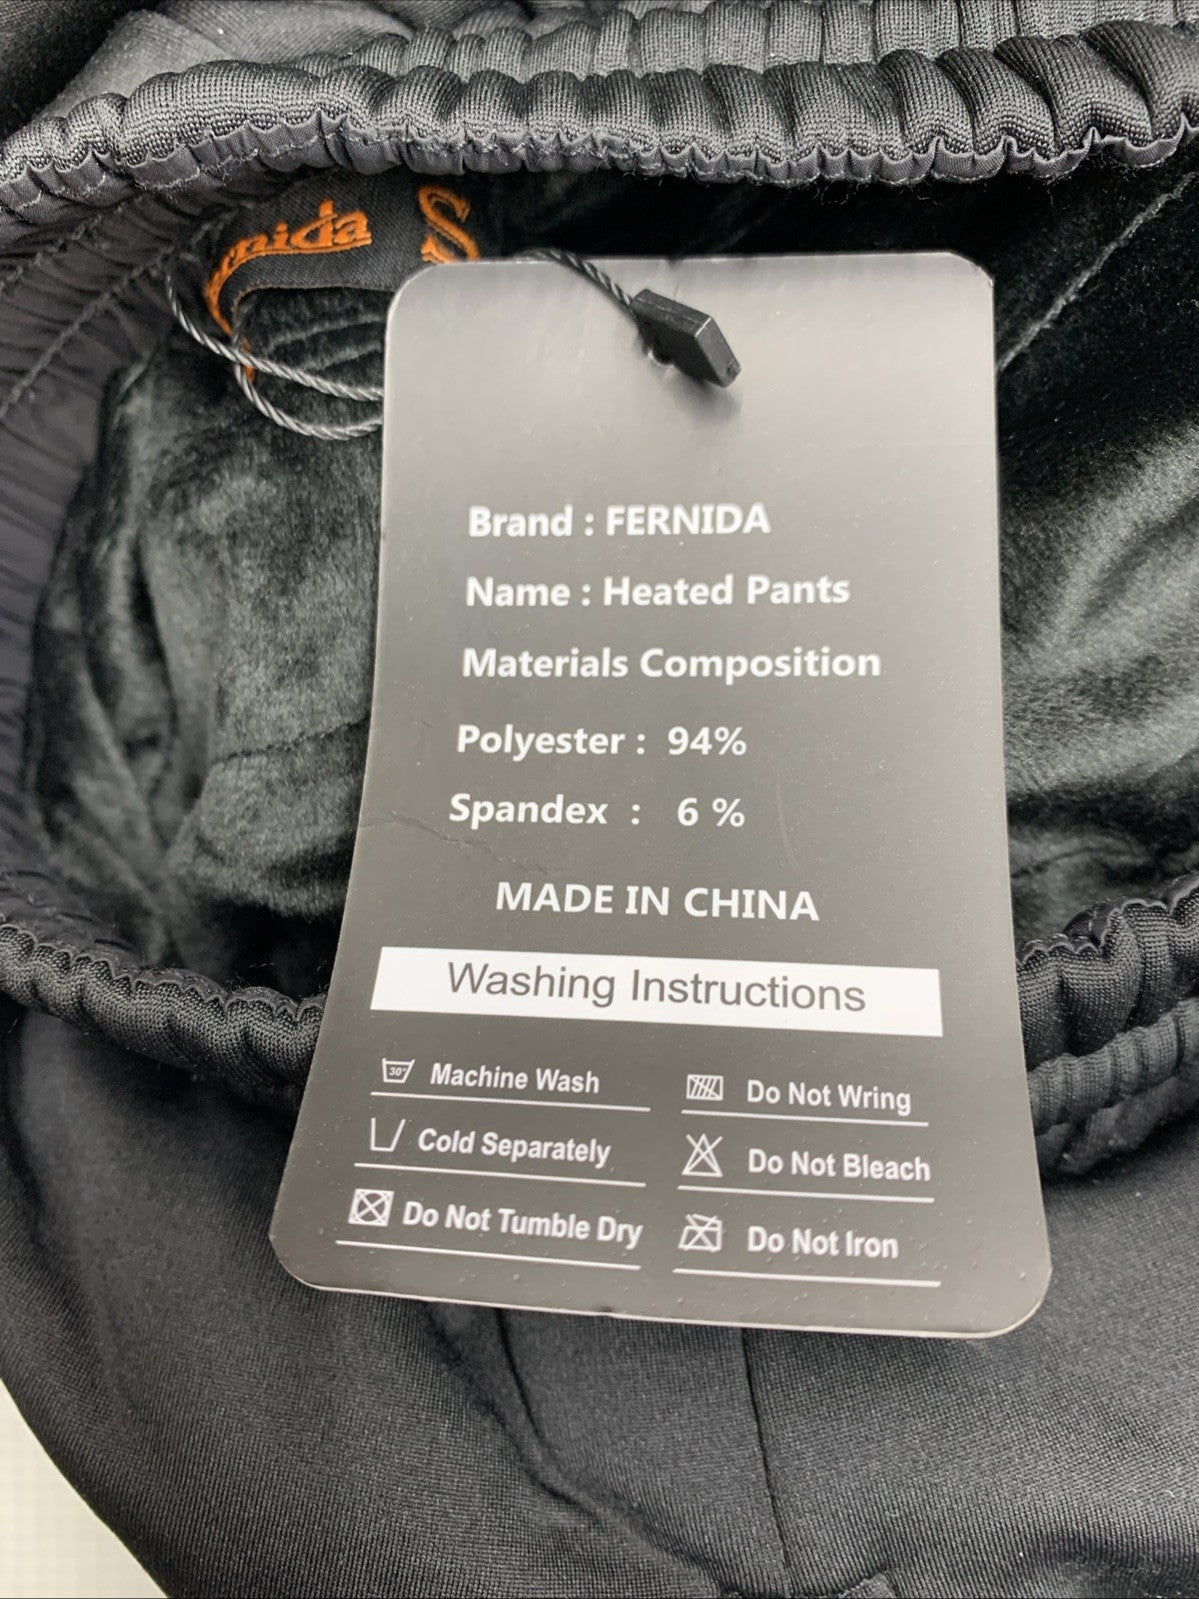 rnida S
Brand : FERNIDA
Name : Heated Pants
Materials Composition
Polyester : 94%
Spandex : 6 %
MADE IN CHINA
Washing Instructions
30° Machine Wash
Do Not Wring
Cold Separately
Do Not Bleach
Do Not Tumble Dry
Do Not Iron